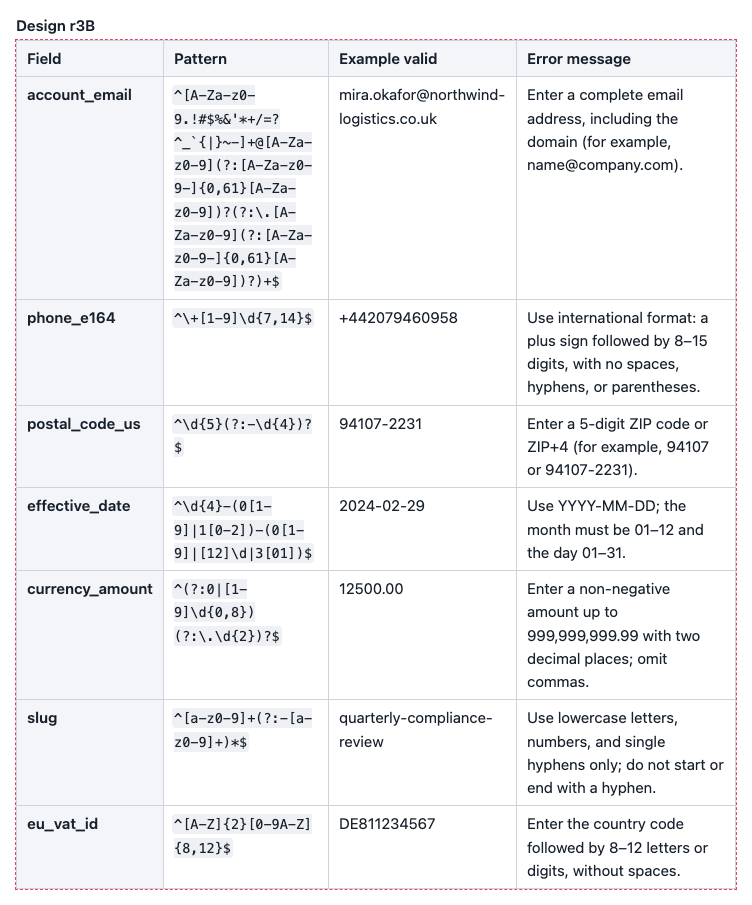 Design r3B
Field Pattern Example valid Error message
account_email ^[A-Za-z0- mira.okafor@northwind- Enter a complete email
9.!#$%&'*+/=? logistics.co.uk address, including the
^_`{|}~-]+@[A-Za- domain (for example,
z0-9](?:[A-Za-z0- name@company.com).
9-]{0,61}[A-Za-
z0-9])?(?:\.[A-
Za-z0-9](?:[A-Za-
z0-9-]{0,61}[A-
Za-z0-9])?)+$
phone_e164 ^\+[1-9]\d{7,14}$ +442079460958 Use international format: a
plus sign followed by 8–15
digits, with no spaces,
hyphens, or parentheses.
postal_code_us ^\d{5}(?:-\d{4})? 94107-2231 Enter a 5-digit ZIP code or
$ ZIP+4 (for example, 94107
or 94107-2231).
effective_date ^\d{4}-(0[1- 2024-02-29 Use YYYY-MM-DD; the
9]|1[0-2])-(0[1- month must be 01–12 and
9]|[12]\d|3[01])$ the day 01–31.
currency_amount ^(?:0|[1- 12500.00 Enter a non-negative
9]\d{0,8}) amount up to
(?:\.\d{2})?$ 999,999,999.99 with two
decimal places; omit
commas.
slug ^[a-z0-9]+(?:-[a- quarterly-compliance- Use lowercase letters,
z0-9]+)*$ review numbers, and single
hyphens only; do not start or
end with a hyphen.
eu_vat_id ^[A-Z]{2}[0-9A-Z] DE811234567 Enter the country code
{8,12}$ followed by 8–12 letters or
digits, without spaces.